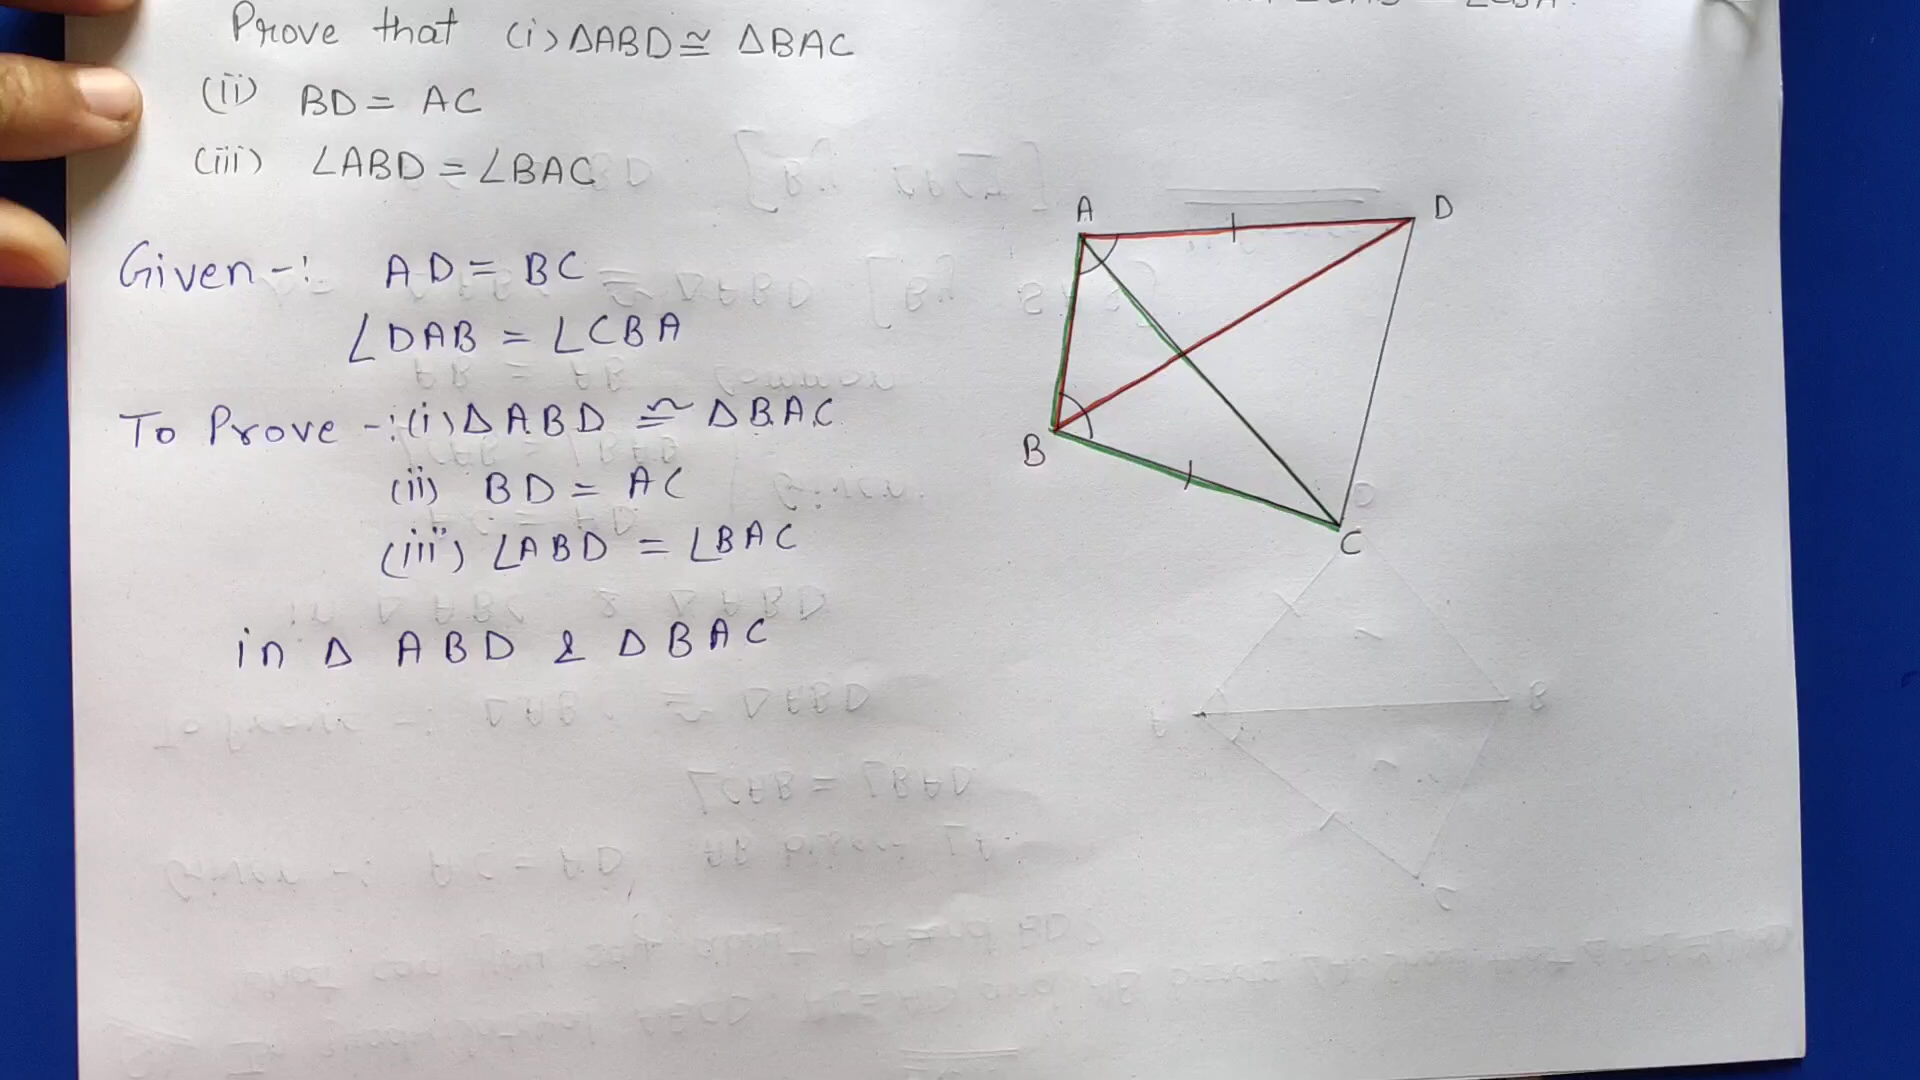 Prove that (i) ΔABD ≅ ΔBAC
(ii) BD = AC
(iii) ∠ABD = ∠BAC
Given -: AD = BC
∠DAB = ∠CBA
To Prove -: (i) ΔABD ≅ ΔBAC
(ii) BD = AC
(iii) ∠ABD = ∠BAC
in Δ ABD & ΔBAC
A
D
B
C